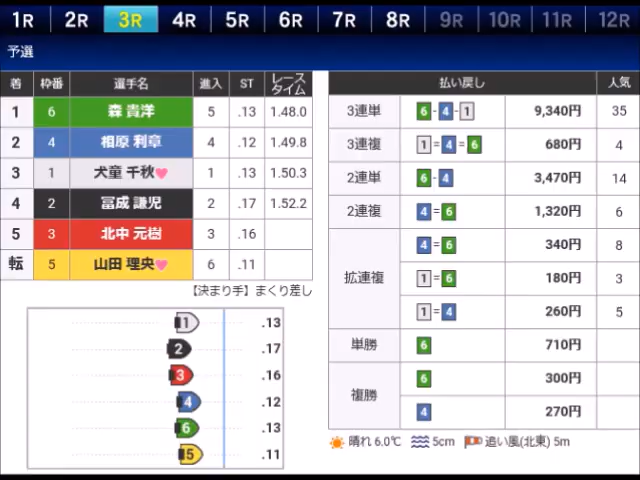 1R 2R 3R 4R 5R 6R 7R 8R 9R 10R 11R 12R
予選
着 枠番 選手名 進入 ST レースタイム
1 6 森 貴洋 5 .13 1.48.0
2 4 相原 利章 4 .12 1.49.8
3 1 犬童 千秋 1 .13 1.50.3
4 2 冨成 謙児 2 .17 1.52.2
5 3 北中 元樹 3 .16
転 5 山田 理央 6 .11
【決まり手】まくり差し
1 .13
2 .17
3 .16
4 .12
6 .13
5 .11
払い戻し 人気
3連単 6-4-1 9,340円 35
3連複 1=4=6 680円 4
2連単 6-4 3,470円 14
2連複 4=6 1,320円 6
拡連複 4=6 340円 8
1=6 180円 3
1=4 260円 5
単勝 6 710円
複勝 6 300円
4 270円
晴れ 6.0℃ 5cm 追い風(北東) 5m